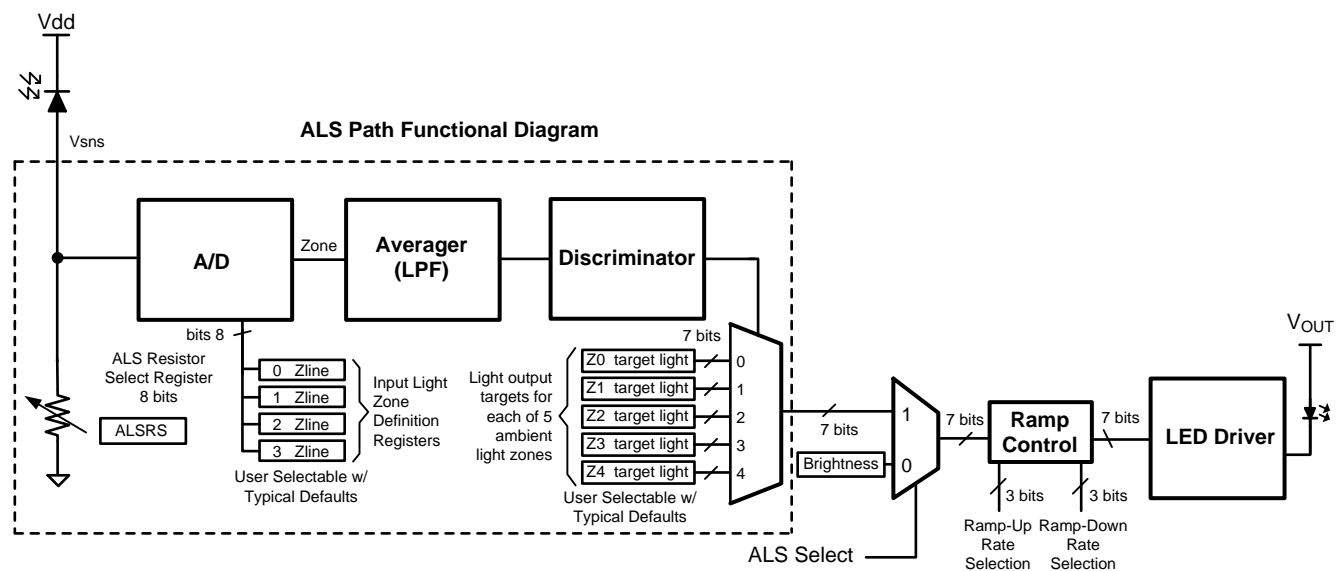 Vdd
Vsns
ALS Path Functional Diagram
A/D
Zone
Averager
(LPF)
Discriminator
bits 8
ALS Resistor
Select Register
8 bits
ALSRS
0 Zline
1 Zline
2 Zline
3 Zline
Input Light
Zone
Definition
Registers
User Selectable w/
Typical Defaults
7 bits
Light output
targets for
each of 5
ambient
light zones
Z0 target light
Z1 target light
Z2 target light
Z3 target light
Z4 target light
0
1
2
3
4
User Selectable w/
Typical Defaults
7 bits
Brightness
1
0
ALS Select
7 bits
Ramp
Control
3 bits
3 bits
Ramp-Up
Rate
Selection
Ramp-Down
Rate
Selection
7 bits
LED Driver
VOUT